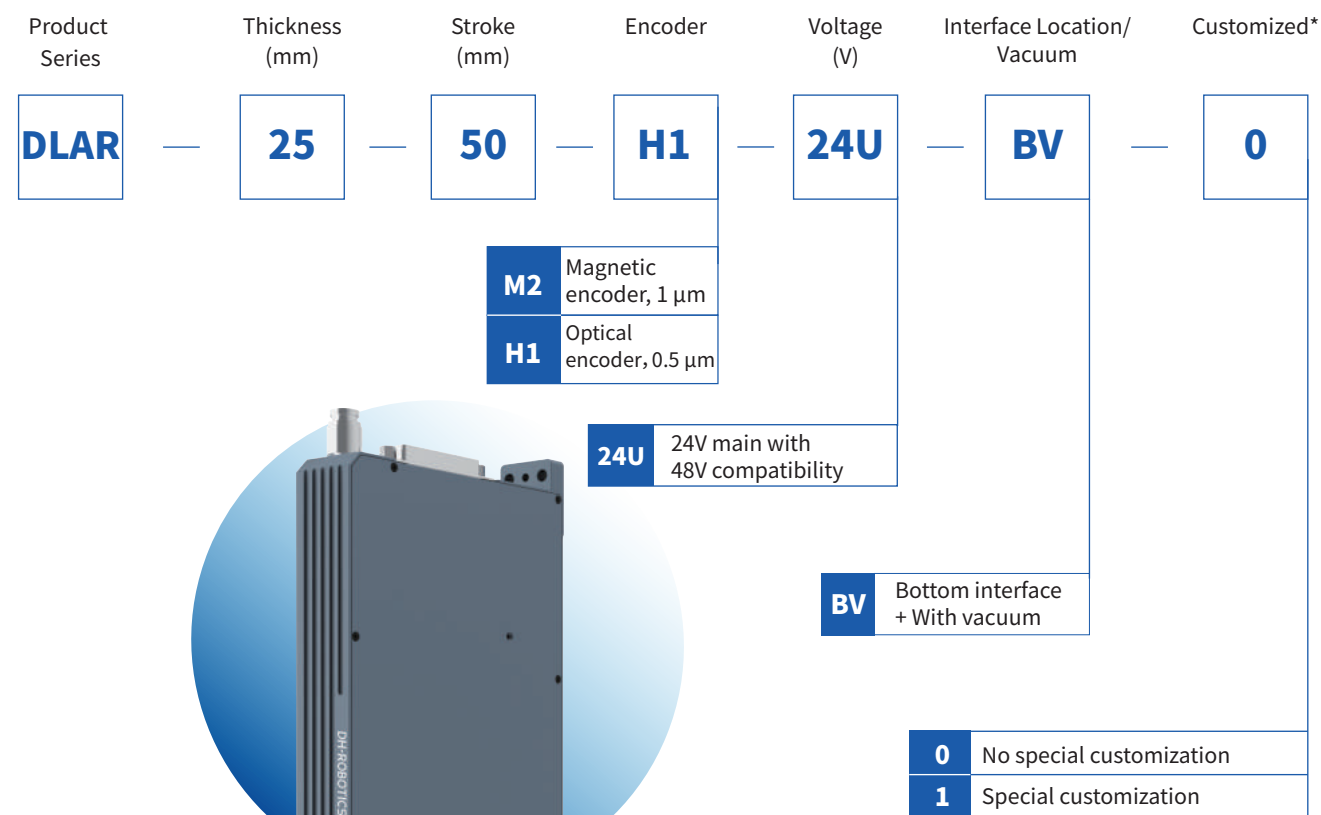 Product
Series
Thickness
(mm)
Stroke
(mm)
Encoder
Voltage
(V)
Interface Location/
Vacuum
Customized*
DLAR — 25 — 50 — H1 — 24U — BV — 0
M2
Magnetic
encoder, 1 μm
H1
Optical
encoder, 0.5 μm
24U
24V main with
48V compatibility
BV
Bottom interface
+ With vacuum
0 No special customization
1 Special customization
DH-ROBOTICS